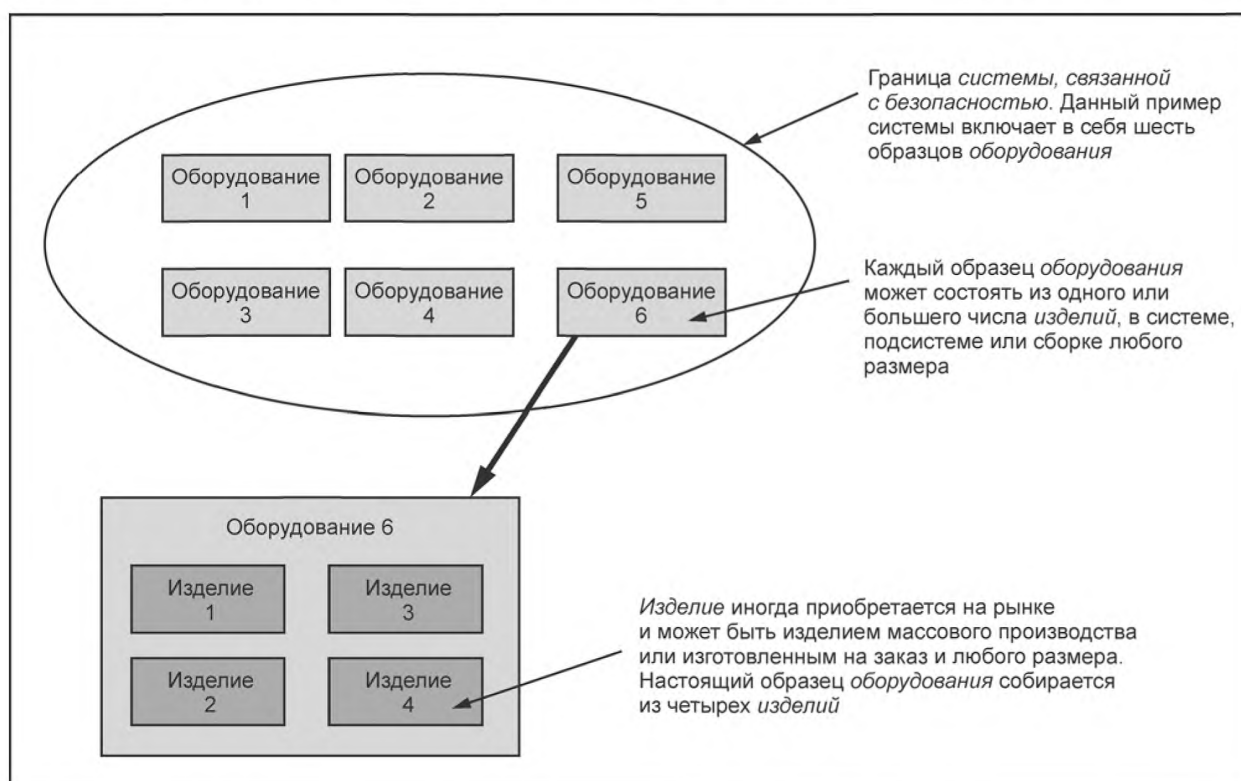 Граница системы, связанной
с безопасностью. Данный пример
системы включает в себя шесть
образцов оборудования
Оборудование
1
Оборудование
2
Оборудование
5
Оборудование
3
Оборудование
4
Оборудование
6
Каждый образец оборудования
может состоять из одного или
большего числа изделий, в системе,
подсистеме или сборке любого
размера
Оборудование 6
Изделие
1
Изделие
3
Изделие
2
Изделие
4
Изделие иногда приобретается на рынке
и может быть изделием массового производства
или изготовленным на заказ и любого размера.
Настоящий образец оборудования собирается
из четырех изделий